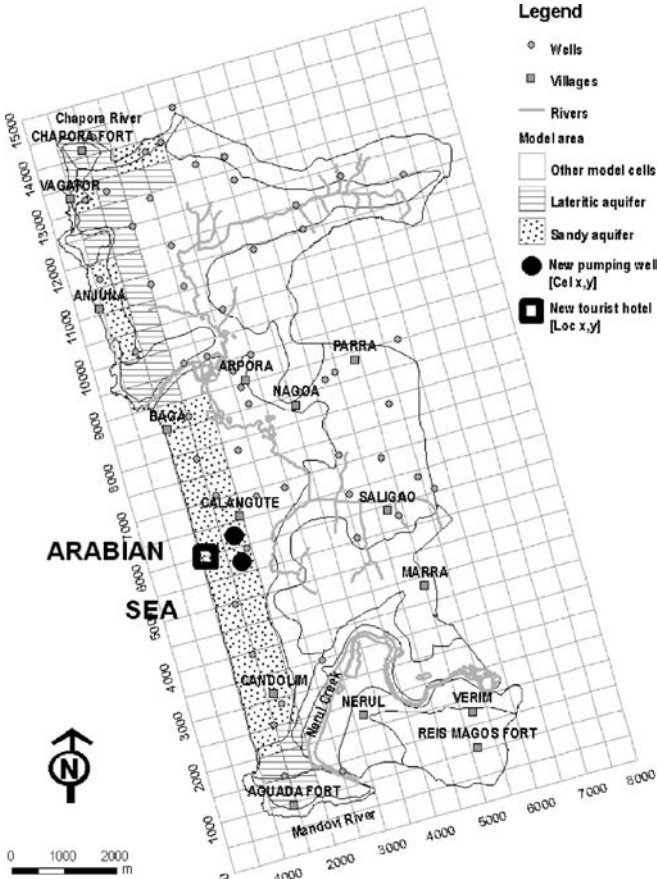 Legend
Wells
Villages
Rivers
Model area
Other model cells
Lateritic aquifer
Sandy aquifer
New pumping well
[Cel x,y]
New tourist hotel
[Loc x,y]
15000
Chapora River
CHAPORA FORT
14000
VAGATOR
13000
12000
ANJUNA
11000
10000
PARRA
ARPORA
NAGOA
9000
BAGA
8000
CALANGUTE
SALIGAO
7000
ARABIAN
6000
MARRA
SEA
5000
4000
CANDOLIM
Nerul Creek
NERUL
VERIM
3000
REIS MAGOS FORT
2000
AGUADA FORT
Mandovi River
1000
0
1000
2000
3000
4000
5000
6000
7000
8000
N
0 1000 2000
m